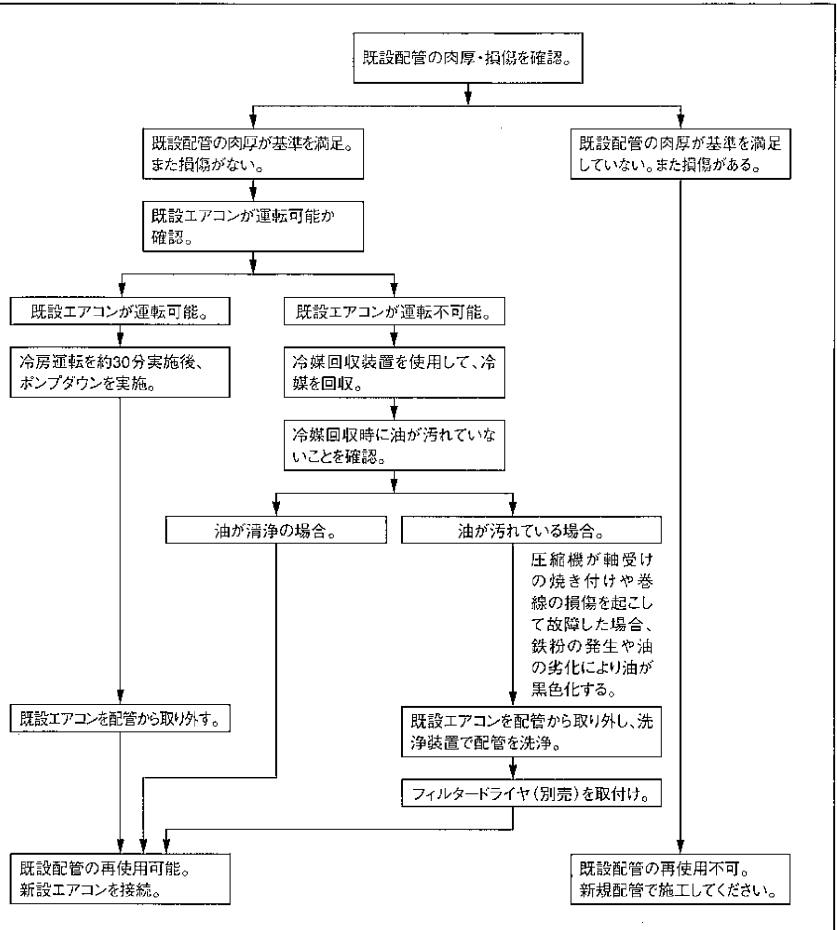 既設配管の肉厚・損傷を確認。
既設配管の肉厚が基準を満足。
また損傷がない。
既設配管の肉厚が基準を満足
していない。また損傷がある。
既設エアコンが運転可能か
確認。
既設エアコンが運転可能。
既設エアコンが運転不可能。
冷房運転を約30分実施後、
ポンプダウンを実施。
冷媒回収装置を使用して、冷
媒を回収。
冷媒回収時に油が汚れていな
いことを確認。
油が清浄の場合。
油が汚れている場合。
圧縮機が軸受け
の焼き付けや巻
線の損傷を起こし
て故障した場合、
鉄粉の発生や油
の劣化により油が
黒色化する。
既設エアコンを配管から取り外す。
既設エアコンを配管から取り外し、洗
浄装置で配管を洗浄。
フィルタードライヤ(別売)を取付け。
既設配管の再使用可能。
新設エアコンを接続。
既設配管の再使用不可。
新規配管で施工してください。